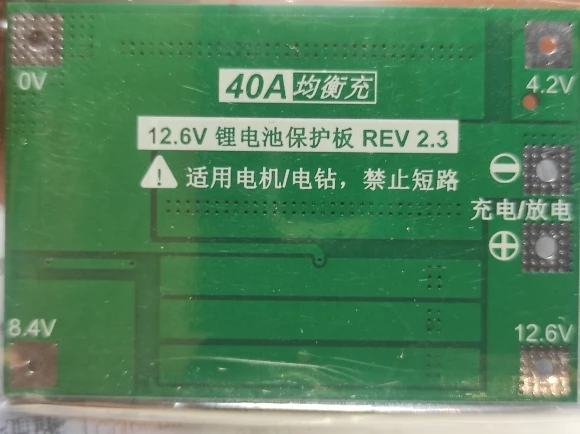 0V
4.2V
40A 均衡充
12.6V 锂电池保护板 REV 2.3
! 适用电机/电钻，禁止短路
充电/放电
8.4V
12.6V